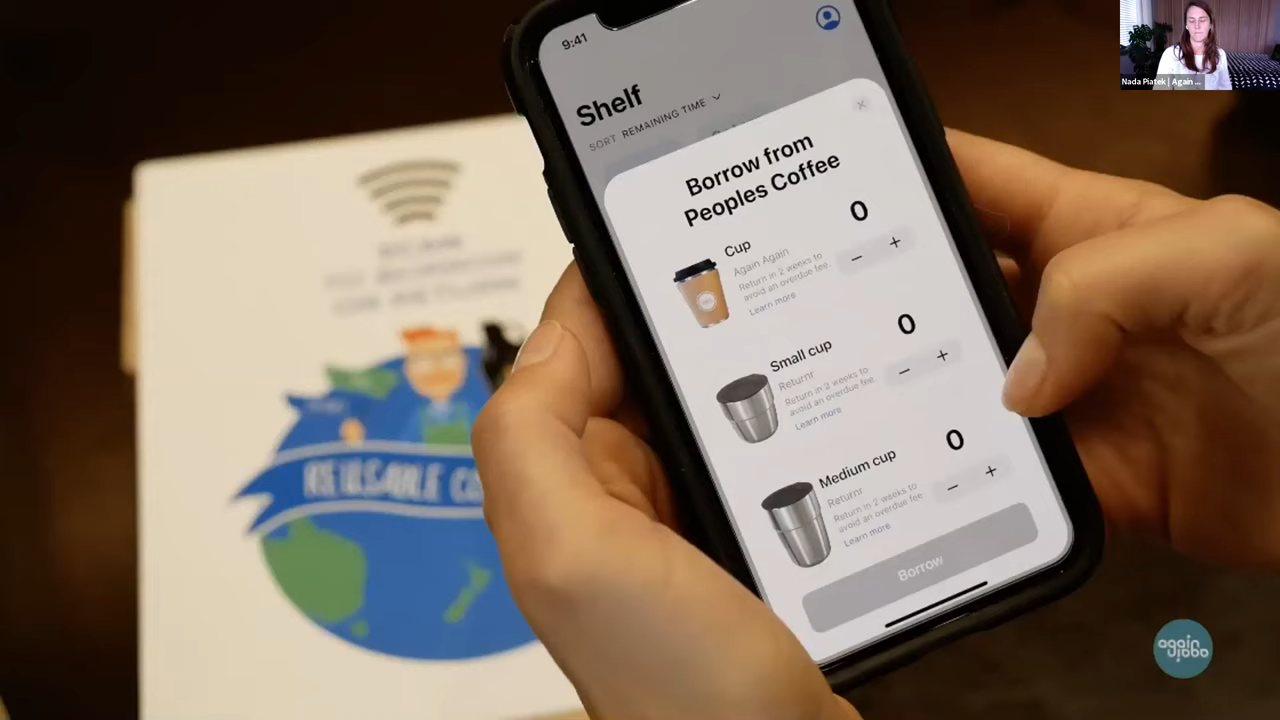 9:41
Shelf
SORT REMAINING TIME
Borrow from
Peoples Coffee
Cup
Again Again
Return in 2 weeks to
avoid an overdue fee.
Learn more
0
Small cup
Returnr
Return in 2 weeks to
avoid an overdue fee.
Learn more
0
Medium cup
Returnr
Return in 2 weeks to
avoid an overdue fee
Learn more
0
Borrow
REUSABLE
Nada Piatek | Again ...
again
again